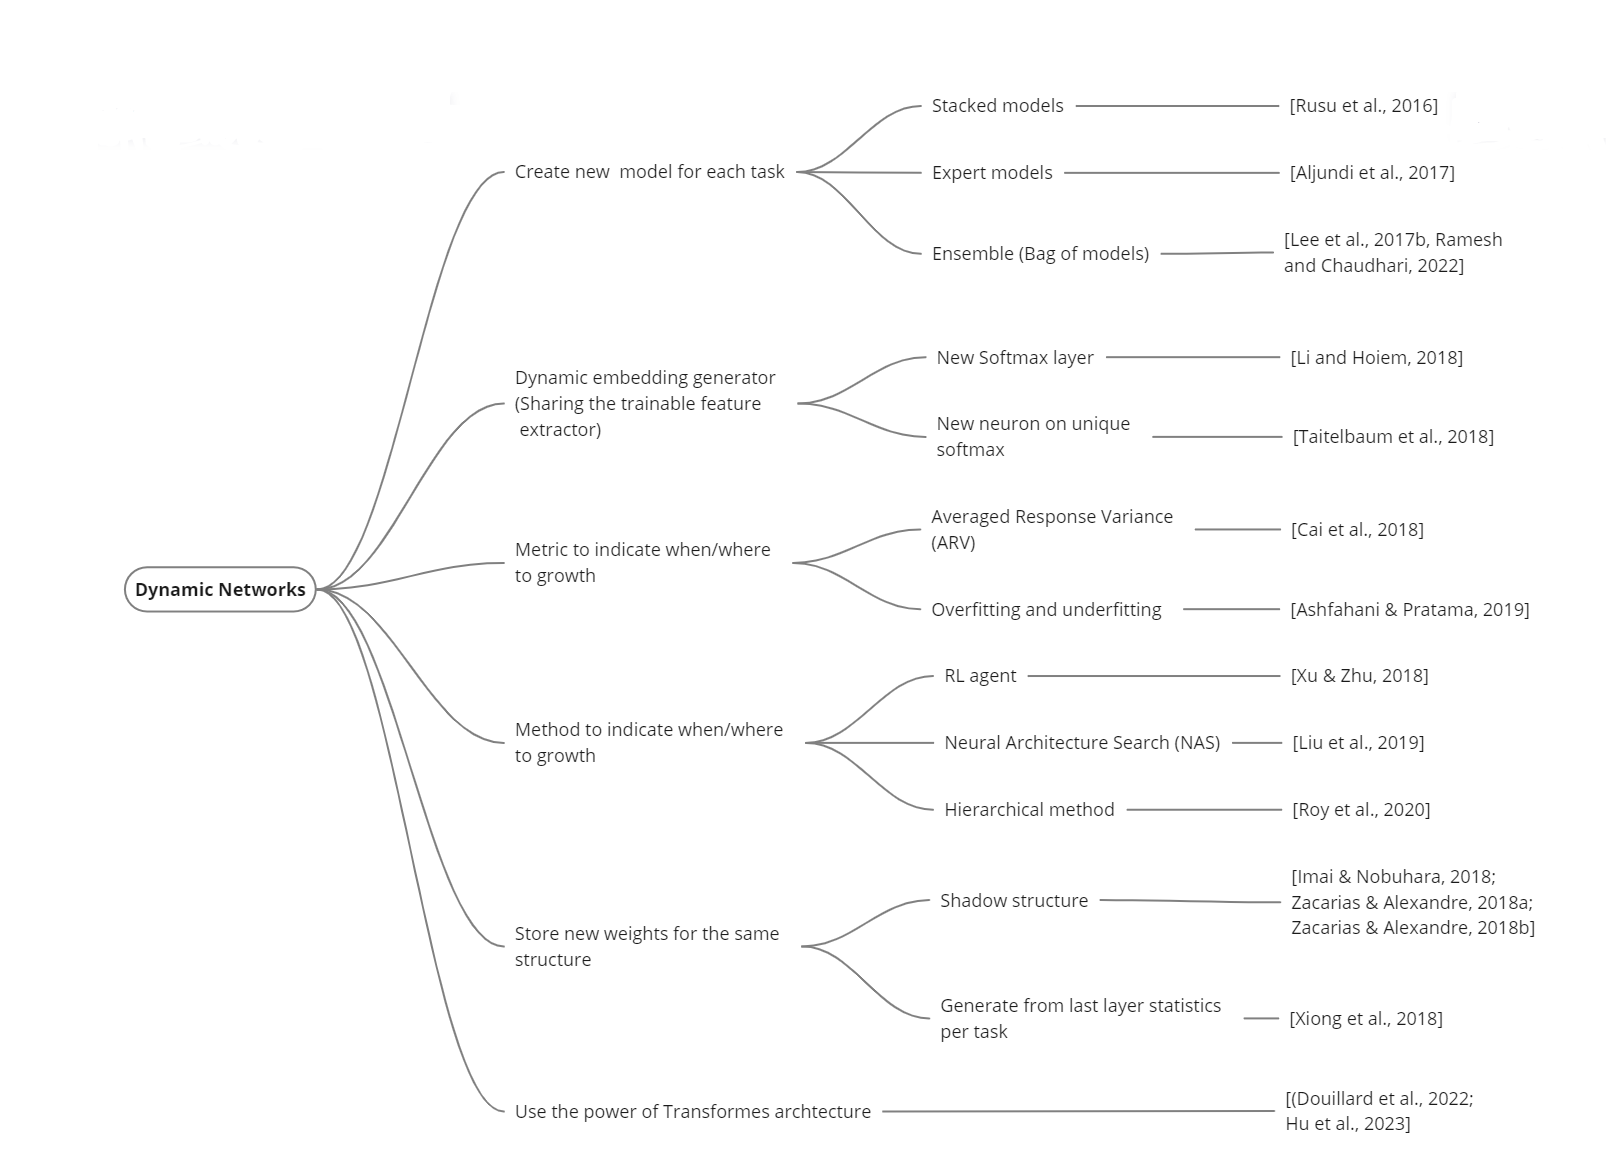 Dynamic Networks
Create new  model for each task
Stacked models
[Rusu et al., 2016]
Expert models
[Aljundi et al., 2017]
Ensemble (Bag of models)
[Lee et al., 2017b, Ramesh
and Chaudhari, 2022]
Dynamic embedding generator
(Sharing the trainable feature
extractor)
New Softmax layer
[Li and Hoiem, 2018]
New neuron on unique
softmax
[Taitelbaum et al., 2018]
Metric to indicate when/where
to growth
Averaged Response Variance
(ARV)
[Cai et al., 2018]
Overfitting and underfitting
[Ashfahani & Pratama, 2019]
Method to indicate when/where
to growth
RL agent
[Xu & Zhu, 2018]
Neural Architecture Search (NAS)
[Liu et al., 2019]
Hierarchical method
[Roy et al., 2020]
Store new weights for the same
structure
Shadow structure
[Imai & Nobuhara, 2018;
Zacarias & Alexandre, 2018a;
Zacarias & Alexandre, 2018b]
Generate from last layer statistics
per task
[Xiong et al., 2018]
Use the power of Transformes archtecture
[(Douillard et al., 2022;
Hu et al., 2023]